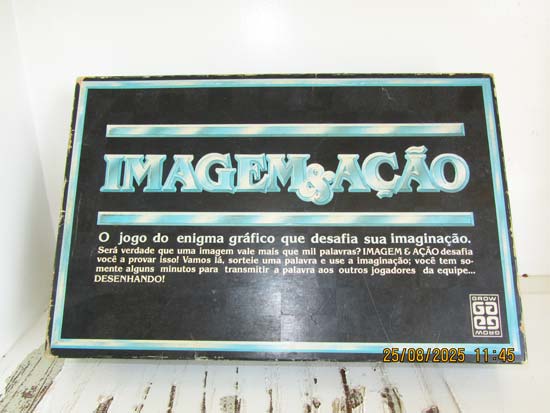 IMAGEM & AÇÃO
O jogo do enigma gráfico que desafia sua imaginação.
Será verdade que uma imagem vale mais que mil palavras? IMAGEM & AÇÃO desafia
você a provar isso! Vamos lá, sorteie uma palavra e use a imaginação; você tem so-
mente alguns minutos para transmitir a palavra aos outros jogadores da equipe...
DESENHANDO!
GROW
GROW
25/08/2025 11:45